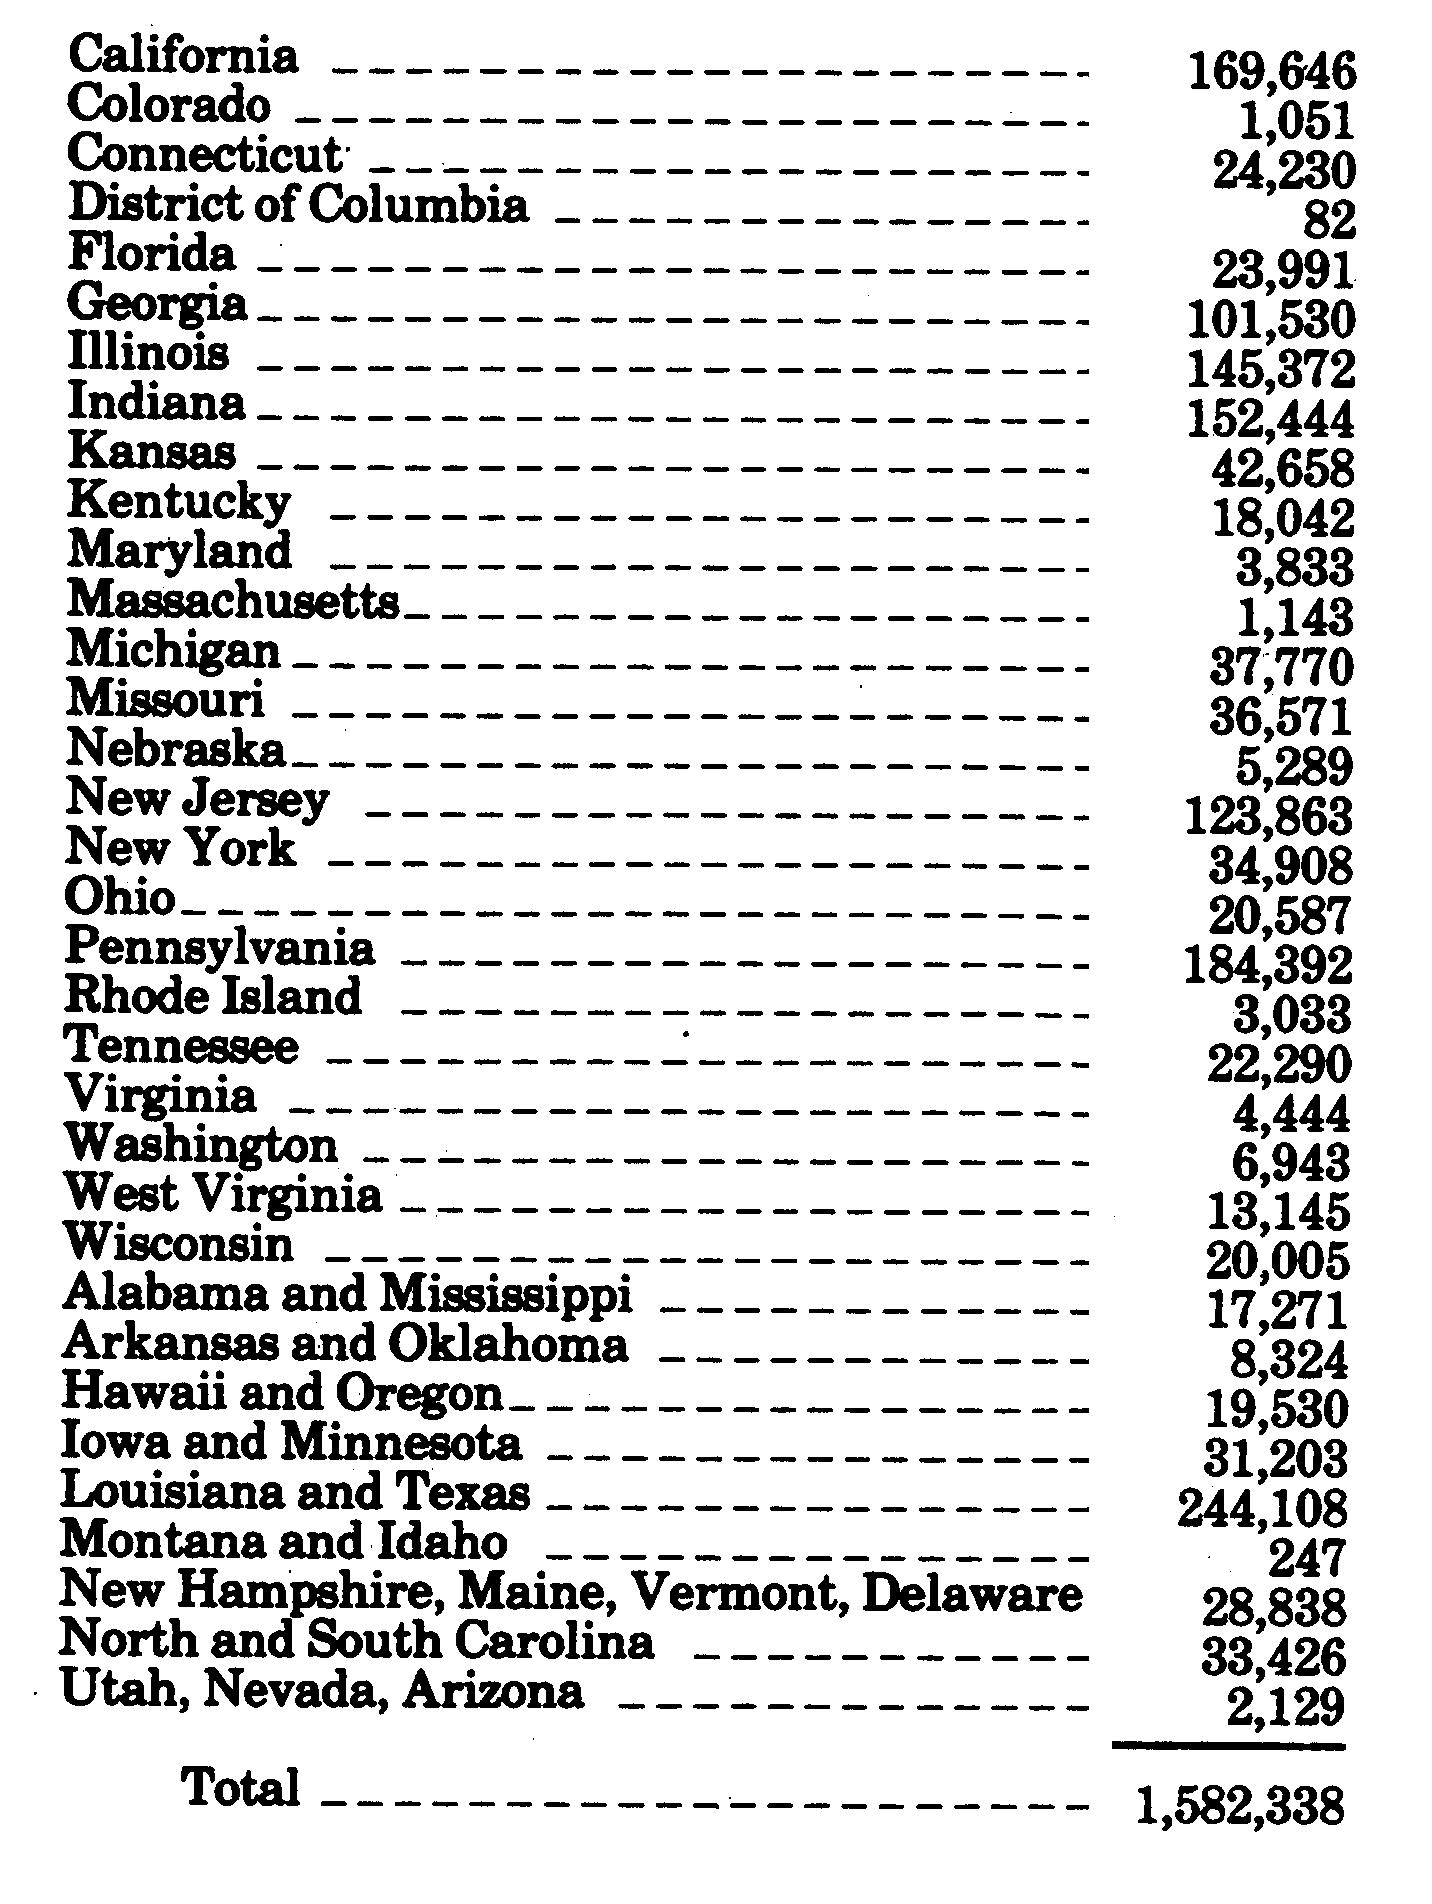 California 169,646
Colorado 1,051
Connecticut 24,230
District of Columbia 82
Florida 23,991
Georgia 101,530
Illinois 145,372
Indiana 152,444
Kansas 42,658
Kentucky 18,042
Maryland 3,833
Massachusetts 1,143
Michigan 37,770
Missouri 36,571
Nebraska 5,289
New Jersey 123,863
New York 34,908
Ohio 20,587
Pennsylvania 184,392
Rhode Island 3,033
Tennessee 22,290
Virginia 4,444
Washington 6,943
West Virginia 13,145
Wisconsin 20,005
Alabama and Mississippi 17,271
Arkansas and Oklahoma 8,324
Hawaii and Oregon 19,530
Iowa and Minnesota 31,203
Louisiana and Texas 244,108
Montana and Idaho 247
New Hampshire, Maine, Vermont, Delaware 28,838
North and South Carolina 33,426
Utah, Nevada, Arizona 2,129
Total 1,582,338